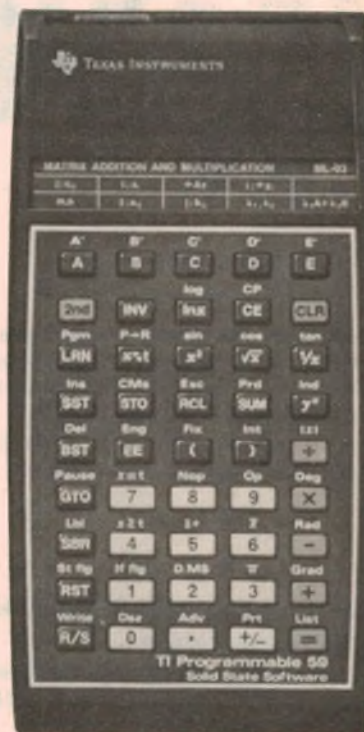 TEXAS INSTRUMENTS
MATRIX ADDITION AND MULTIPLICATION ML-03
A' B' C' D' E'
A B C D E
log CP
2nd INV lnx CE CLR
Pgm P→R sin cos tan
LRN x⇄t x² √x 1/x
Ins CMs Exc Prd Ind
SST STO RCL SUM yˣ
Del Eng Fix Int |x|
BST EE ( ) ÷
Pause x=t Nop Op Deg
GTO 7 8 9 ×
Lbl x≥t Σ+ x̄ Rad
SBR 4 5 6 −
St flg If flg D.MS π Grad
RST 1 2 3 +
Write Dsz Adv Prt List
R/S 0 . +/− =
TI Programmable 59
Solid State Software